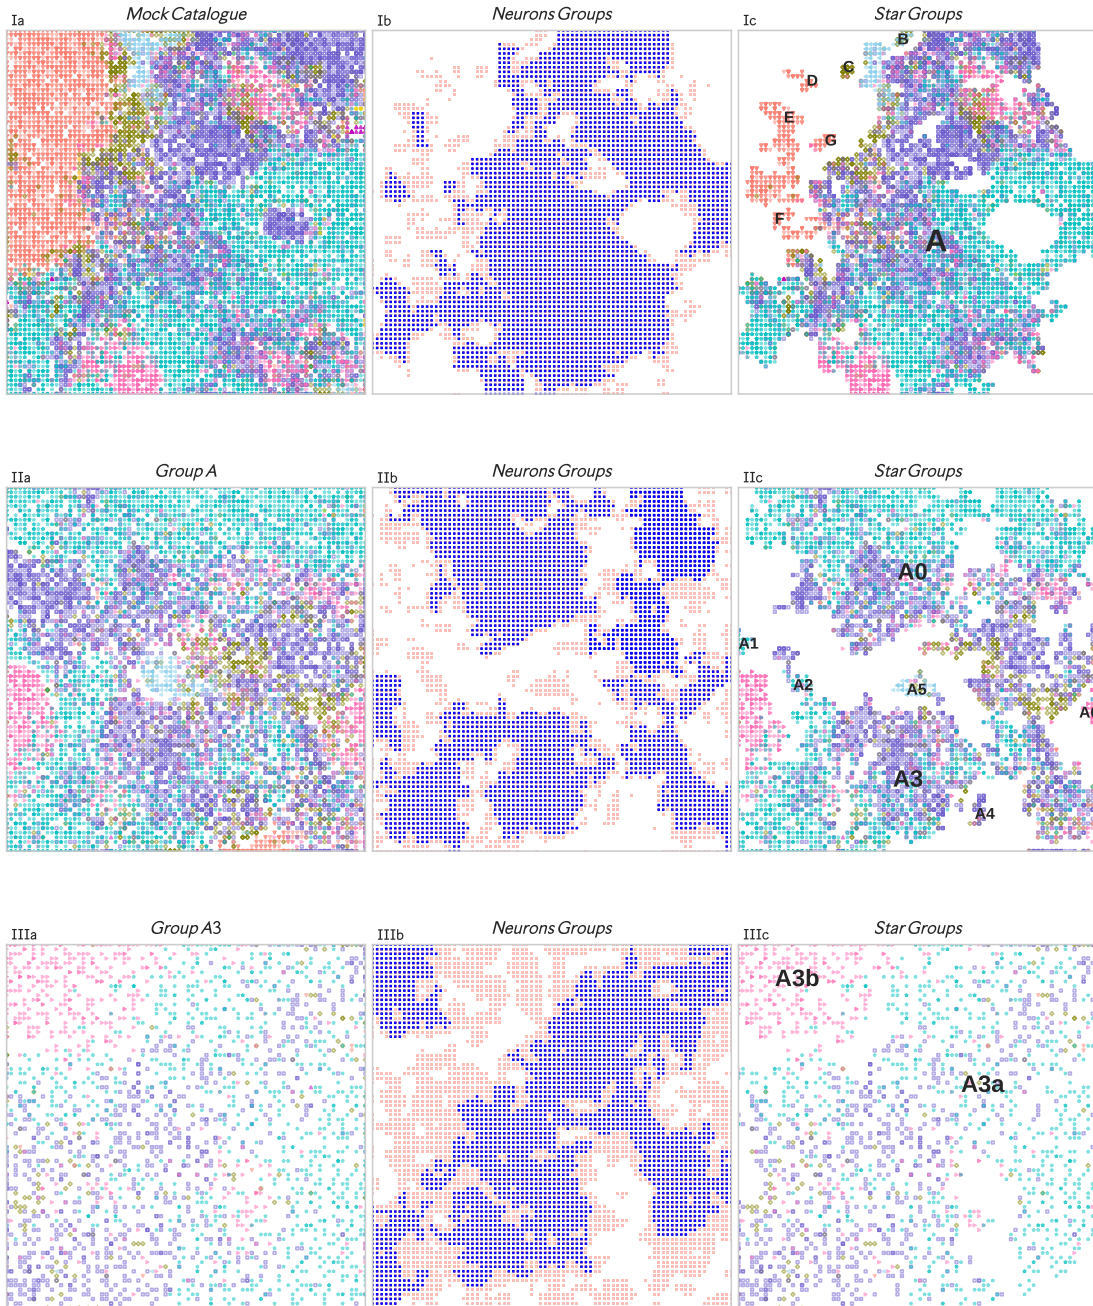 Ia Mock Catalogue Ib Neurons Groups Ic Star Groups
B
C
D
E
G
F
A
IIa Group A IIb Neurons Groups IIc Star Groups
A0
A1
A2 A5
A3
A4
IIIa Group A3 IIIb Neurons Groups IIIc Star Groups
A3b
A3a